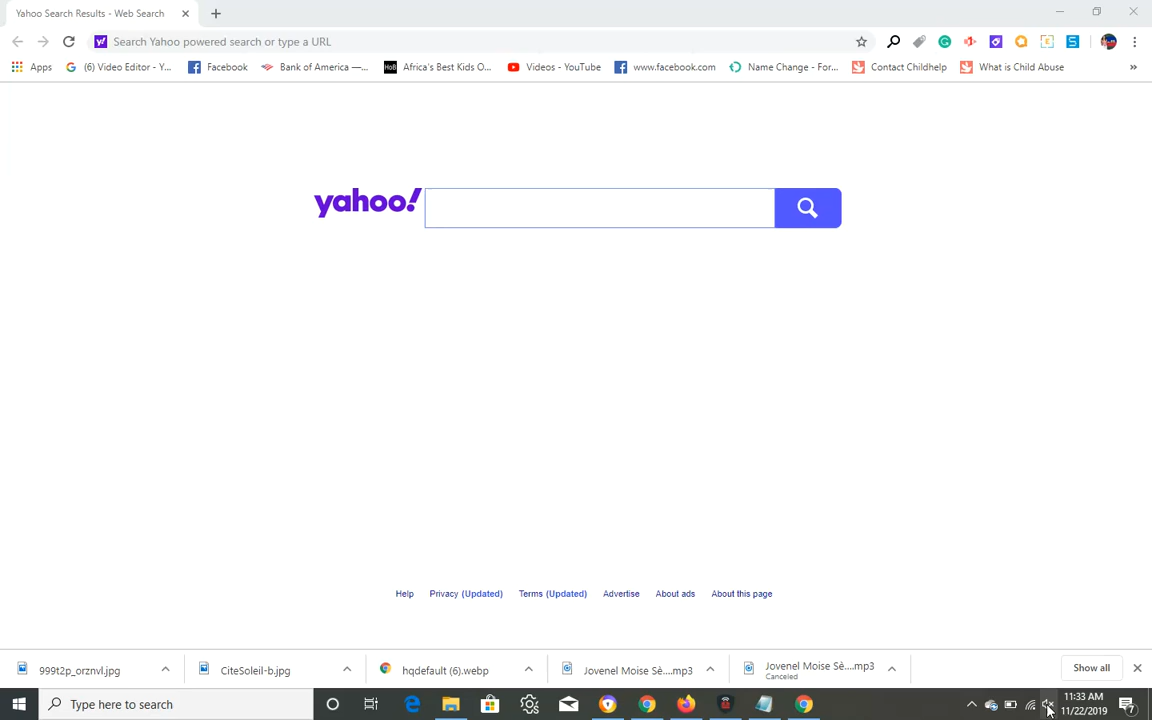 Yahoo Search Results - Web Search
Search Yahoo powered search or type a URL
Apps
(6) Video Editor - Y...
Facebook
Bank of America —...
HoB
Africa's Best Kids O...
Videos - YouTube
www.facebook.com
Name Change - For...
Contact Childhelp
What is Child Abuse
»
yahoo!
Help
Privacy (Updated)
Terms (Updated)
Advertise
About ads
About this page
999t2p_orznvl.jpg
CiteSoleil-b.jpg
hqdefault (6).webp
Jovenel Moise Sè....mp3
Jovenel Moise Sè....mp3
Canceled
Show all
Type here to search
11:33 AM
11/22/2019
7